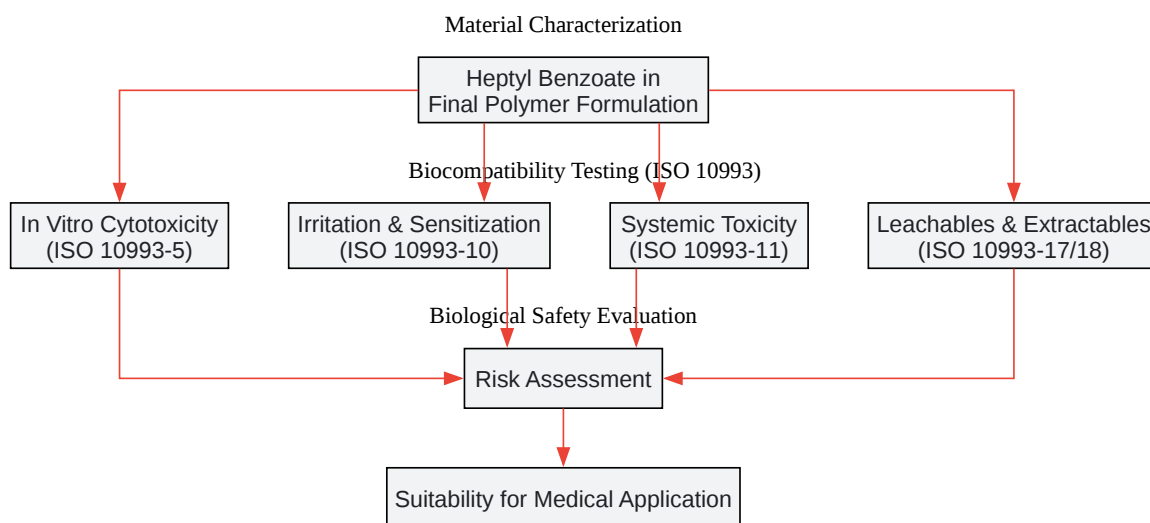 Material Characterization
Heptyl Benzoate in
Final Polymer Formulation
Biocompatibility Testing (ISO 10993)
In Vitro Cytotoxicity
(ISO 10993-5)
Irritation & Sensitization
(ISO 10993-10)
Systemic Toxicity
(ISO 10993-11)
Leachables & Extractables
(ISO 10993-17/18)
Biological Safety Evaluation
Risk Assessment
Suitability for Medical Application